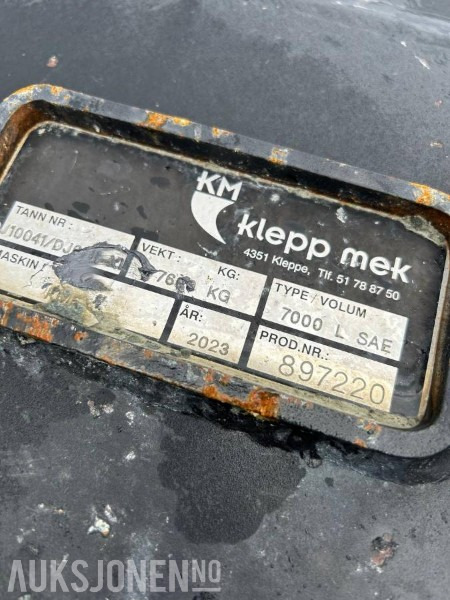 KM
klepp mek
4351 Kleppe, Tlf. 51 78 87 50
TANN NR:
VEKT: KG:
KG
TYPE / VOLUM
7000 L SAE
ÅR:
2023
PROD.NR.:
897220
AUKSJONEN.NO